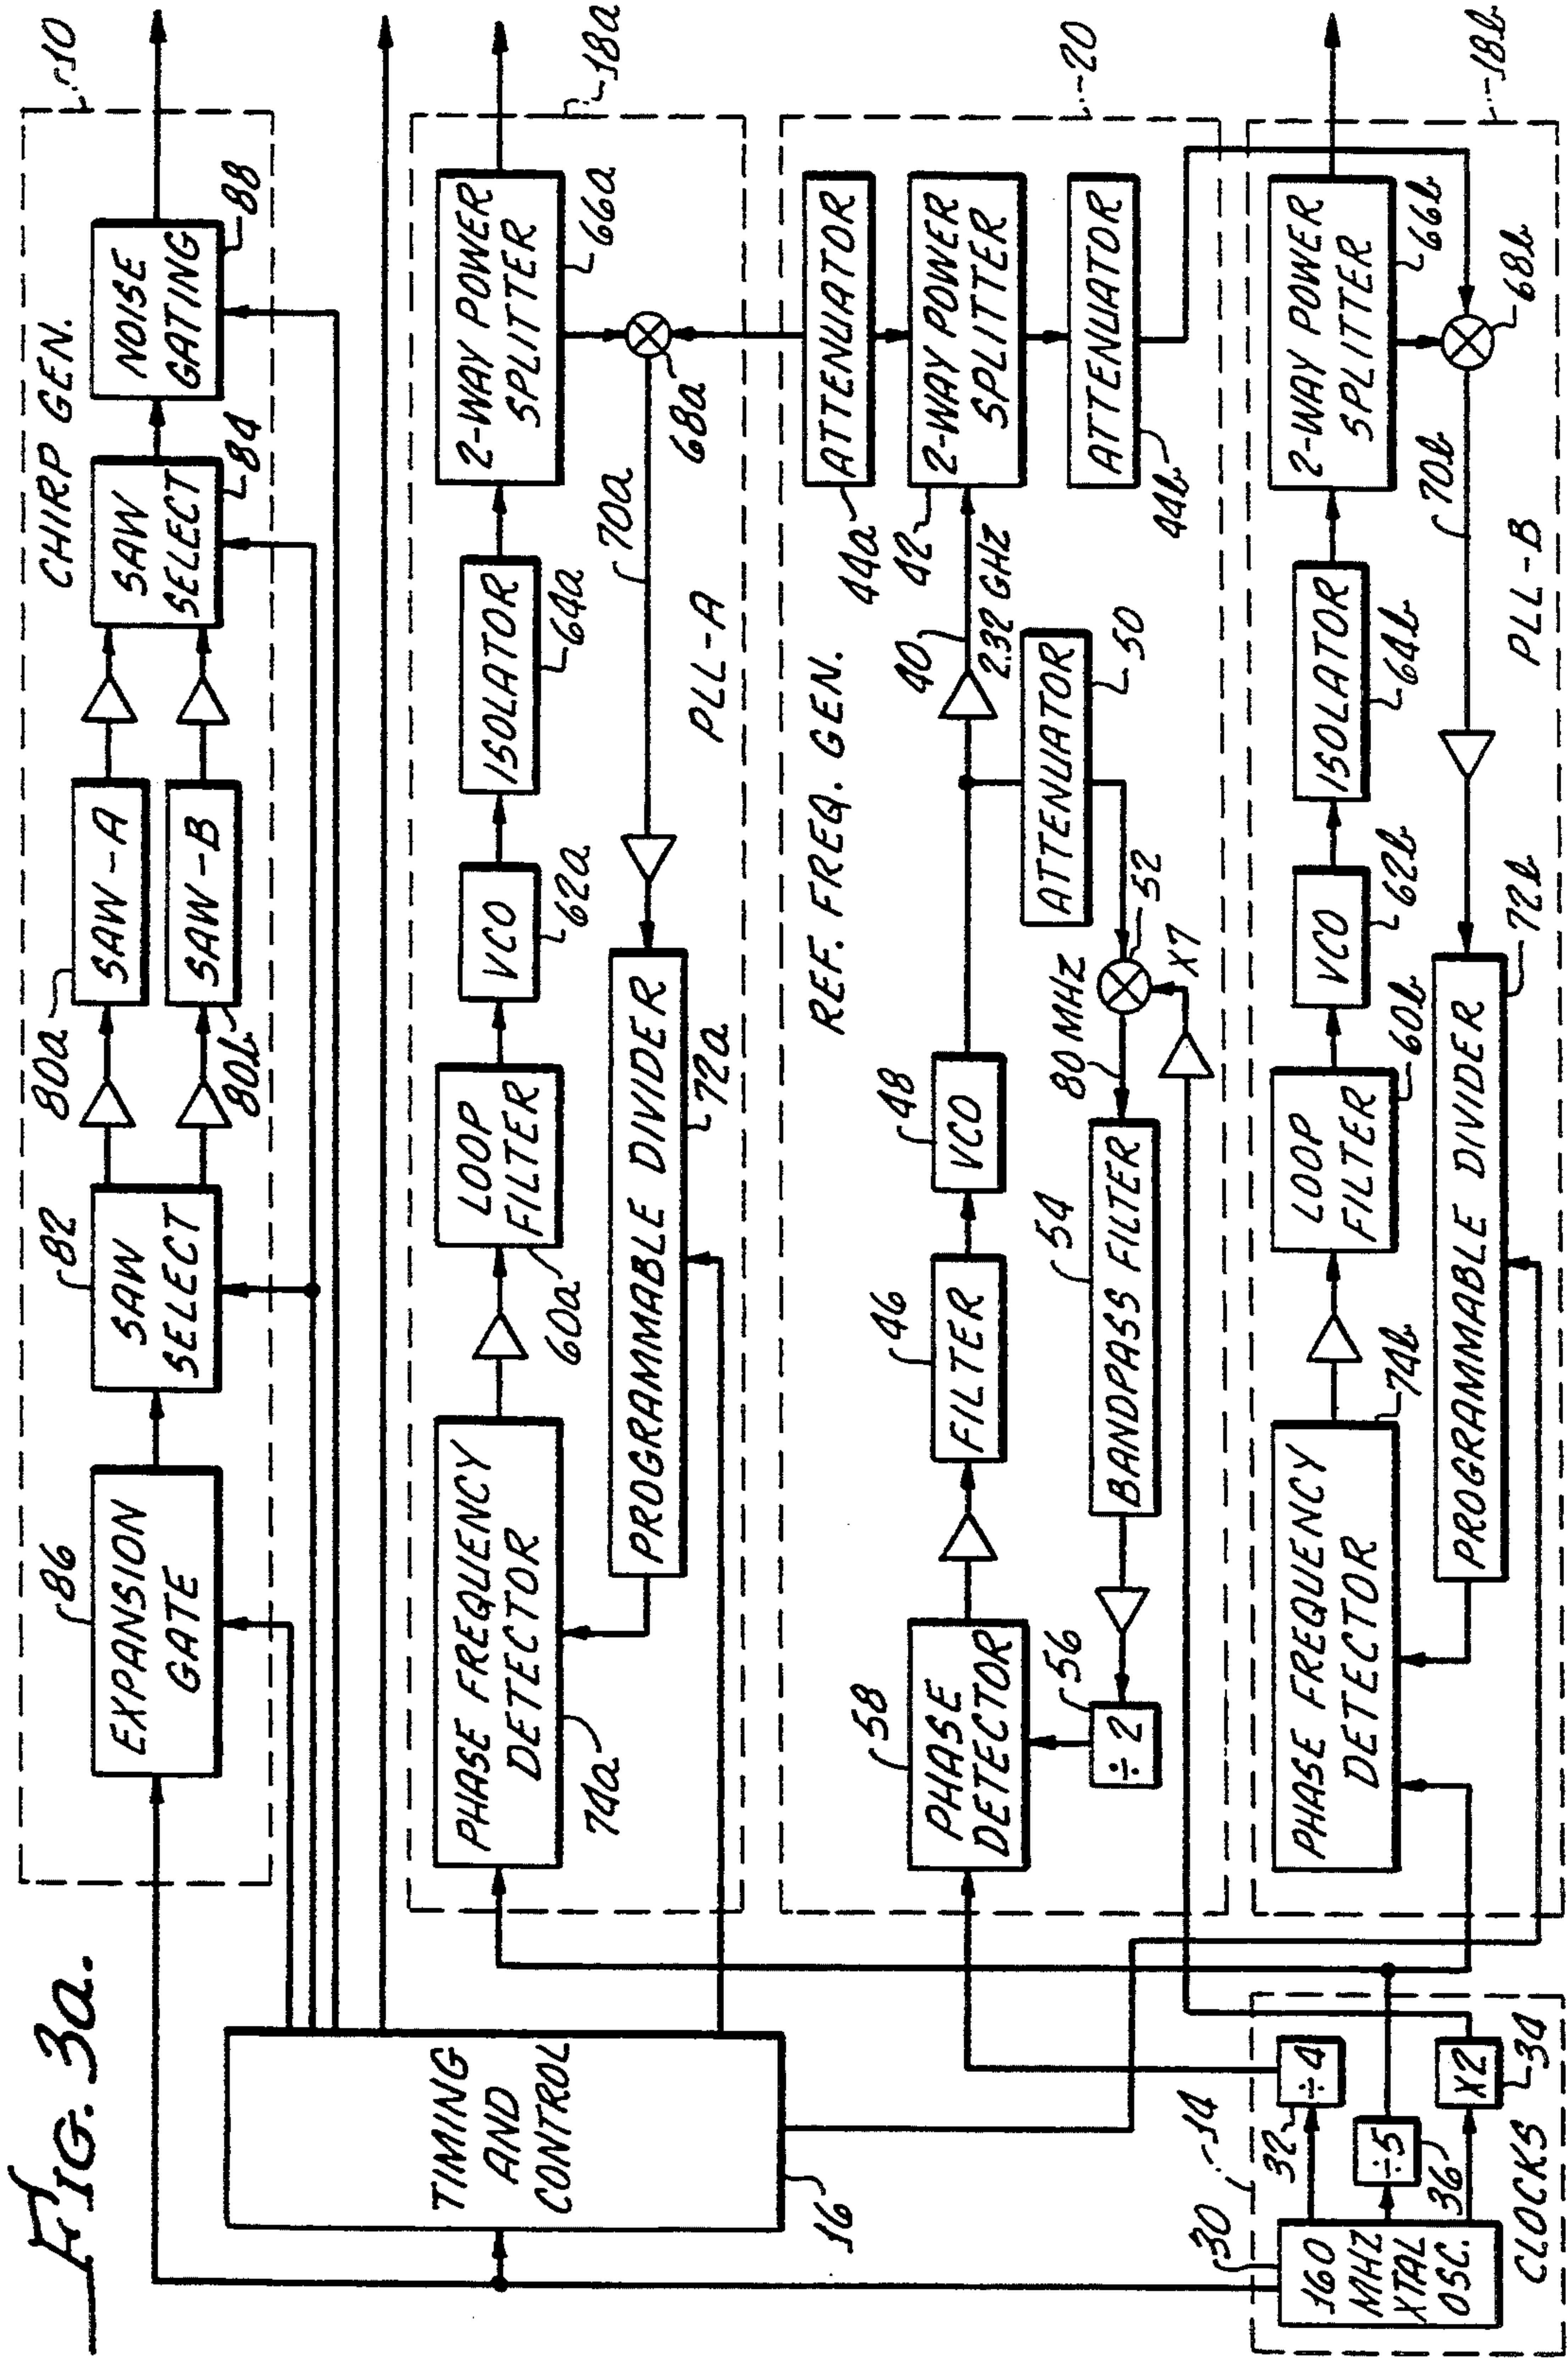 FIG. 3a.
CHIRP GEN.
10
86
EXPANSION
GATE
82
SAW
SELECT
80a
SAW-A
SAW-B
80b
SAW
SELECT
84
NOISE
GATING
88
TIMING
AND
CONTROL
16
18a
PHASE FREQUENCY
DETECTOR
74a
LOOP
FILTER
60a
VCO
62a
ISOLATOR
64a
2-WAY POWER
SPLITTER
66a
68a
70a
PROGRAMMABLE DIVIDER
72a
PLL-A
REF. FREQ. GEN.
20
58
PHASE
DETECTOR
46
FILTER
48
VCO
40
2.32 GHZ
44a
ATTENUATOR
42
2-WAY POWER
SPLITTER
ATTENUATOR
44b
ATTENUATOR
50
52
X7
80 MHZ
54
BANDPASS FILTER
56
÷2
18b
PHASE FREQUENCY
DETECTOR
74b
LOOP
FILTER
60b
VCO
62b
ISOLATOR
64b
2-WAY POWER
SPLITTER
66b
68b
70b
PROGRAMMABLE DIVIDER
72b
PLL-B
14
30
160
MHZ
XTAL
OSC.
32
÷4
÷5
36
X2
34
CLOCKS